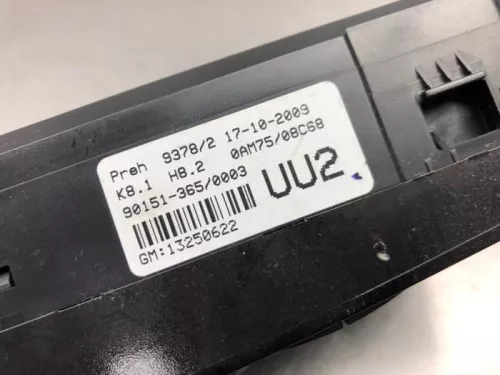 Preh 9378/2 17-10-2009
K8.1 H8.2 0AM75/08C68
90151-365/0003
UU2
GM:13250622